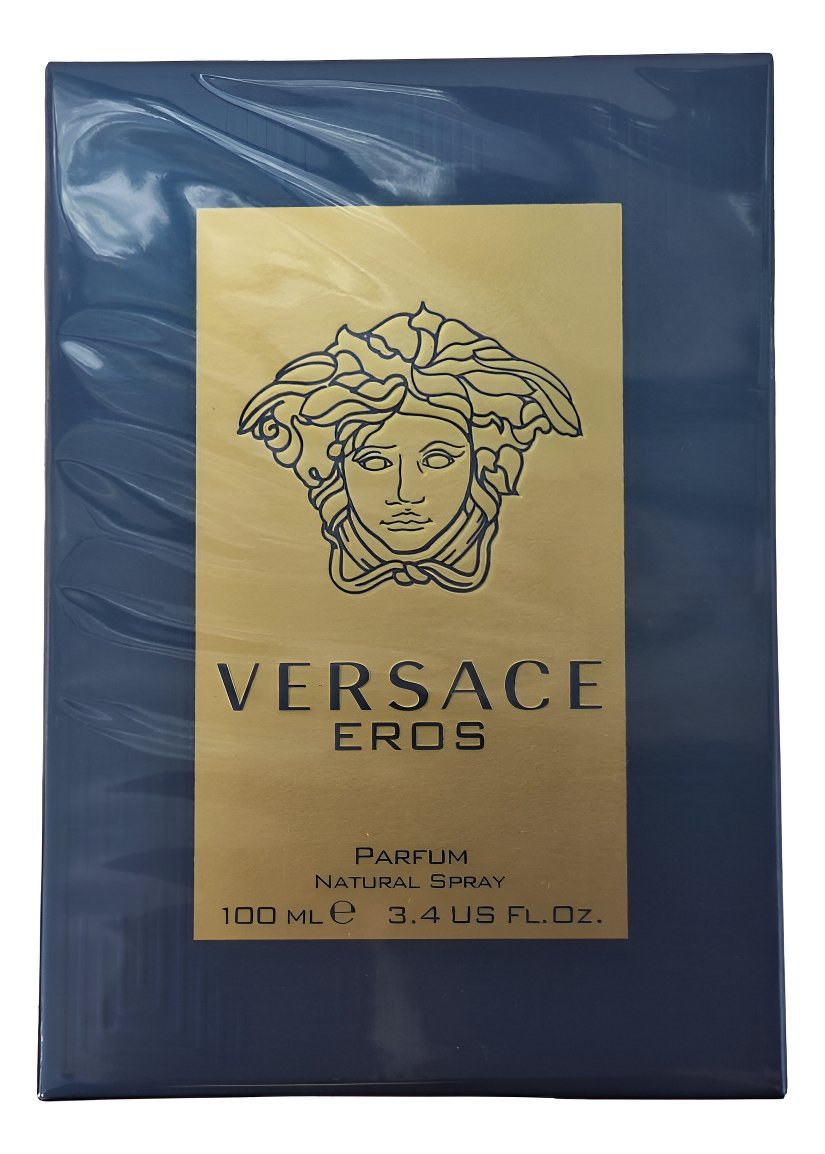 VERSACE
EROS
PARFUM
NATURAL SPRAY
100 ML ℮ 3.4 US FL.OZ.